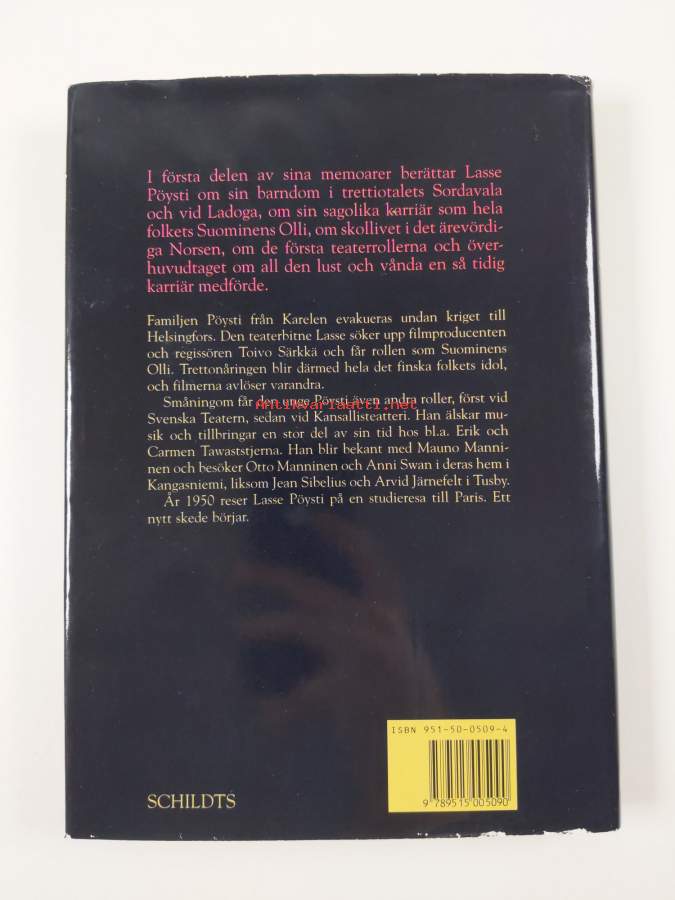 I första delen av sina memoarer berättar Lasse
Pöysti om sin barndom i trettiotalets Sordavala
och vid Ladoga, om sin sagolika karriär som hela
folkets Suominens Olli, om skollivet i det ärevördi-
ga Norsen, om de första teaterrollerna och över-
huvudtaget om all den lust och vånda en så tidig
karriär medförde.
Familjen Pöysti från Karelen evakueras undan kriget till
Helsingfors. Den teaterbitne Lasse söker upp filmproducenten
och regissören Toivo Särkkä och får rollen som Suominens
Olli. Trettonåringen blir därmed hela det finska folkets idol,
och filmerna avlöser varandra.
Småningom får den unge Pöysti även andra roller, först vid
Antikvariaatti.net
Svenska Teatern, sedan vid Kansallisteatteri. Han älskar mu-
sik och tillbringar en stor del av sin tid hos bl.a. Erik och
Carmen Tawaststjerna. Han blir bekant med Mauno Manni-
nen och besöker Otto Manninen och Anni Swan i deras hem i
Kangasniemi, liksom Jean Sibelius och Arvid Järnefelt i Tusby.
År 1950 reser Lasse Pöysti på en studieresa till Paris. Ett
nytt skede börjar.
ISBN 951-50-0509-4
9 789515 005090
SCHILDTS